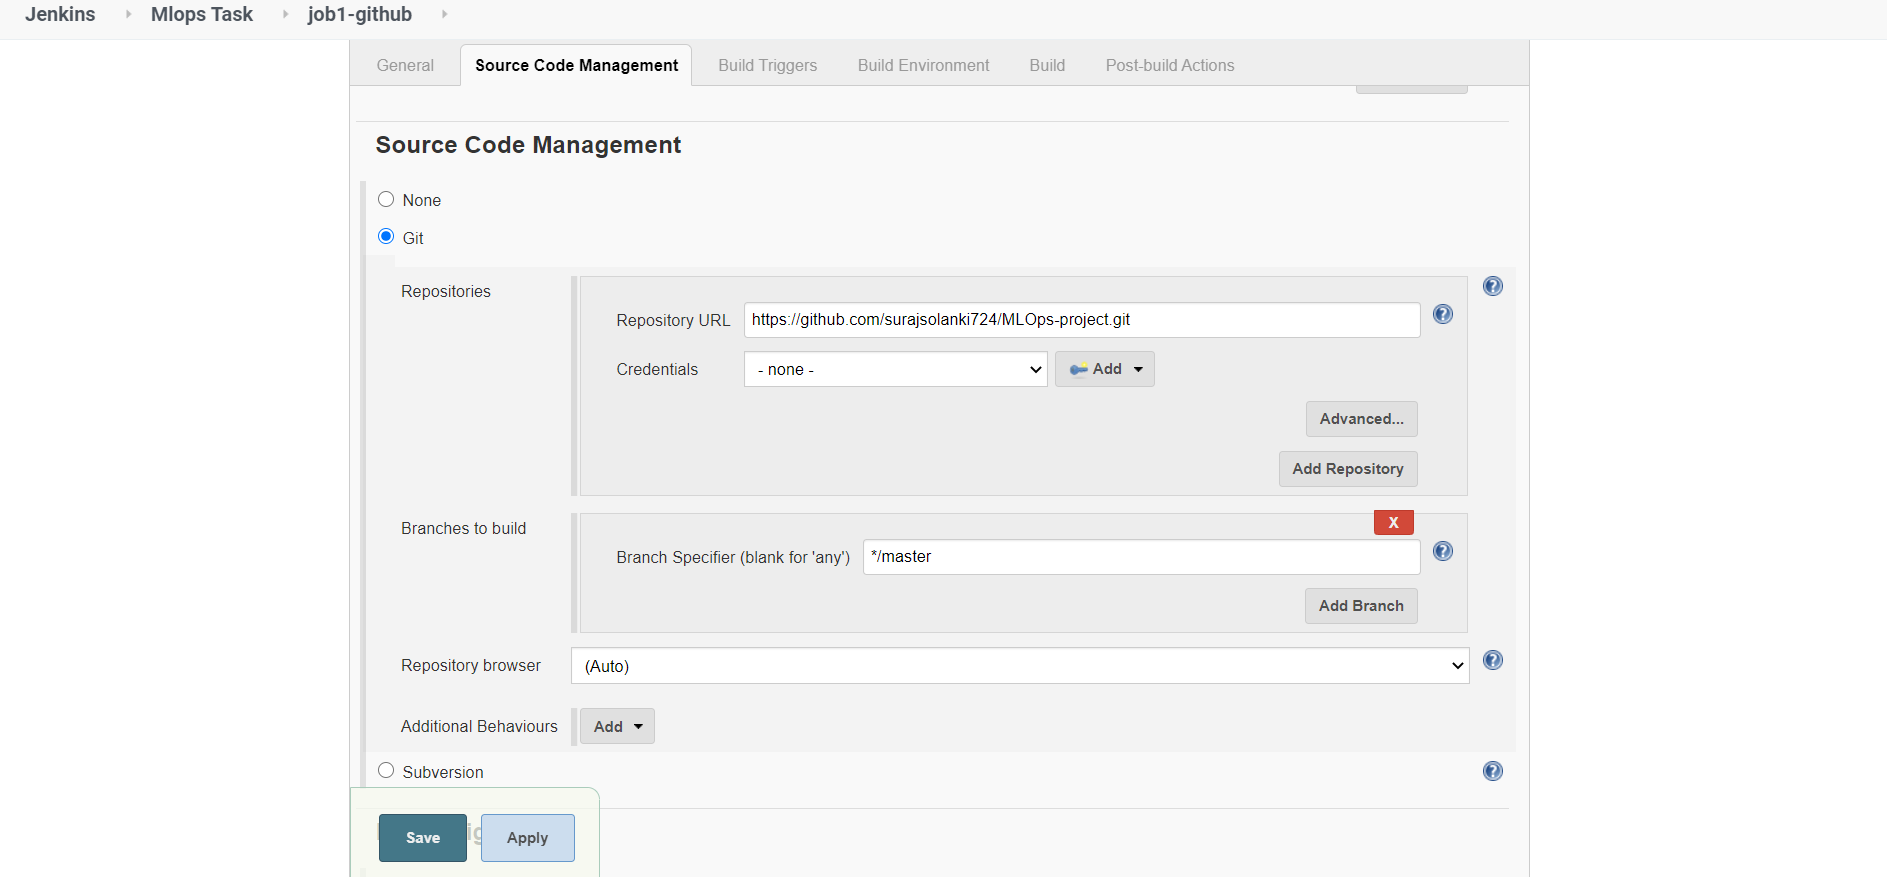 Jenkins Mlops Task job1-github
General Source Code Management Build Triggers Build Environment Build Post-build Actions
Source Code Management
None
Git
Repositories
Repository URL https://github.com/surajsolanki724/MLOps-project.git
Credentials - none - Add
Advanced...
Add Repository
Branches to build
X
Branch Specifier (blank for 'any') */master
Add Branch
Repository browser (Auto)
Additional Behaviours Add
Subversion
Save Apply